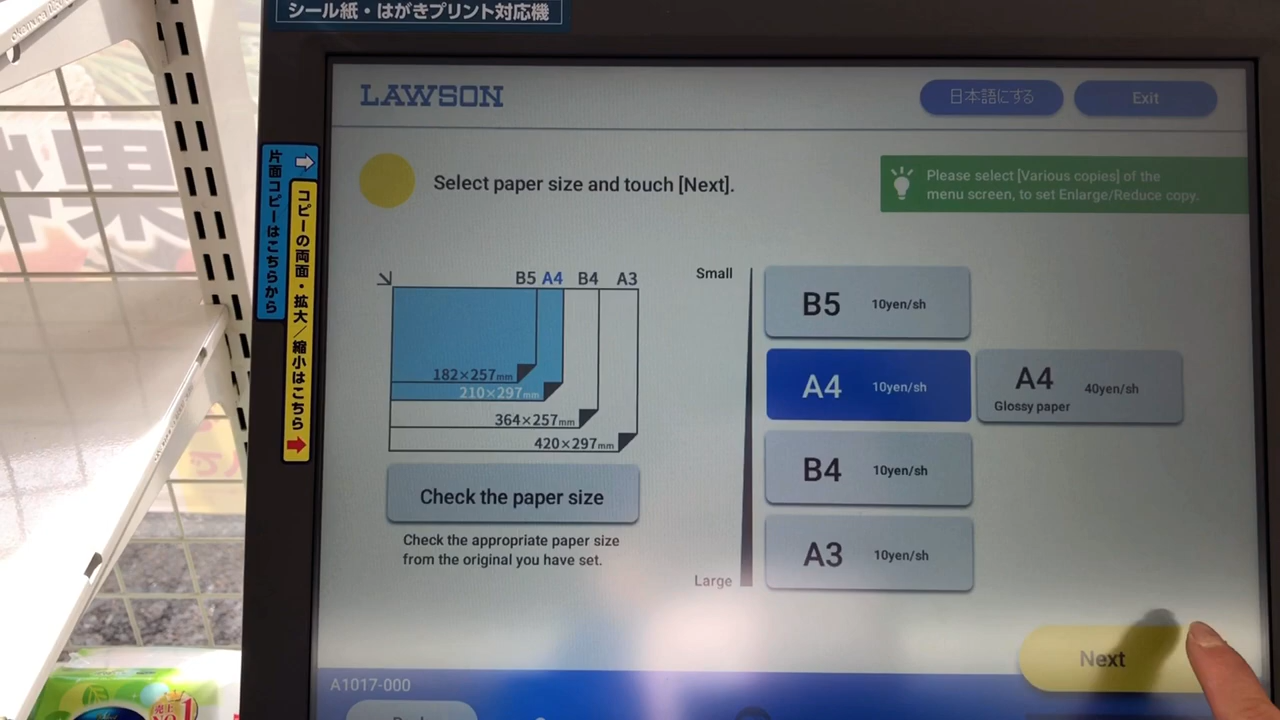 シール紙・はがきプリント対応機
LAWSON
日本語にする
Exit
片面コピーはこちらから
コピーの両面・拡大/縮小はこちら
Select paper size and touch [Next].
Please select [Various copies] of the
menu screen, to set Enlarge/Reduce copy.
B5 A4 B4 A3
182×257mm
210×297mm
364×257mm
420×297mm
Check the paper size
Check the appropriate paper size
from the original you have set.
Small
Large
B5 10yen/sh
A4 10yen/sh
A4 40yen/sh
Glossy paper
B4 10yen/sh
A3 10yen/sh
Next
A1017-000
果
売上
NO.1